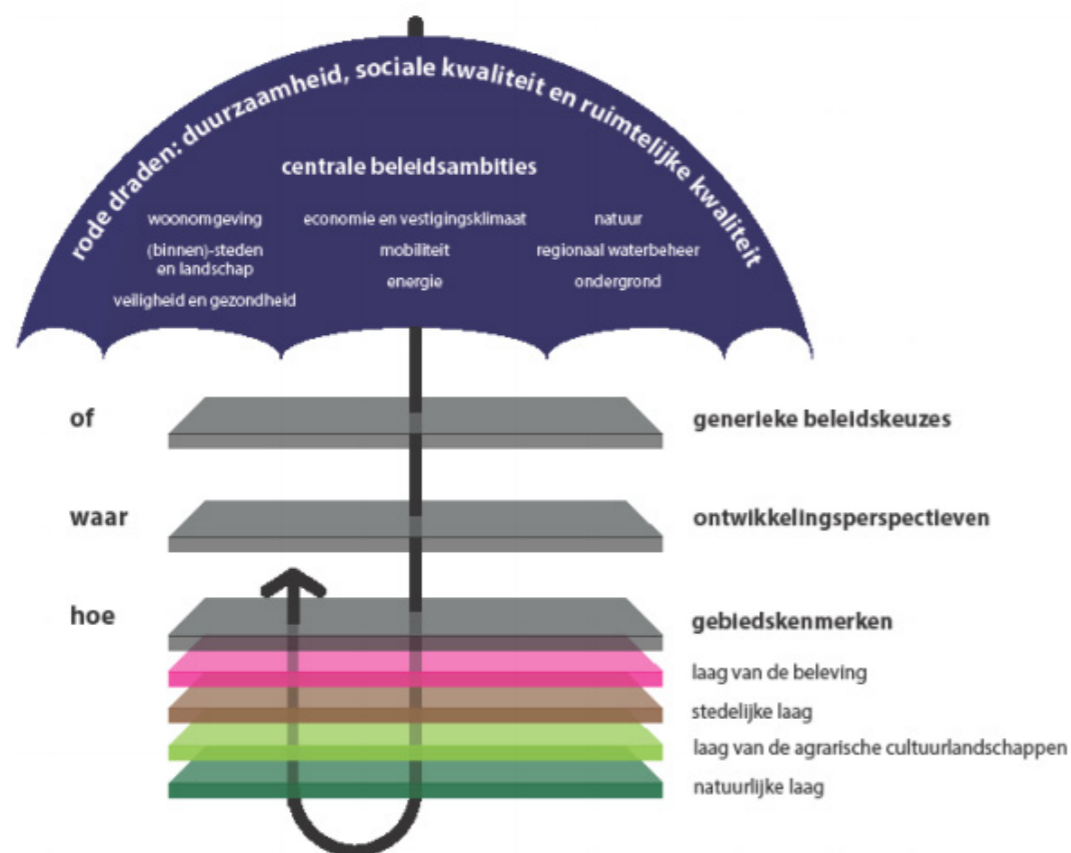 rode draden: duurzaamheid, sociale kwaliteit en ruimtelijke kwaliteit
centrale beleidsambities
woonomgeving
(binnen)-steden
en landschap
veiligheid en gezondheid
economie en vestigingsklimaat
mobiliteit
energie
natuur
regionaal waterbeheer
ondergrond
of
generieke beleidskeuzes
waar
ontwikkelingsperspectieven
hoe
gebiedskenmerken
laag van de beleving
stedelijke laag
laag van de agrarische cultuurlandschappen
natuurlijke laag